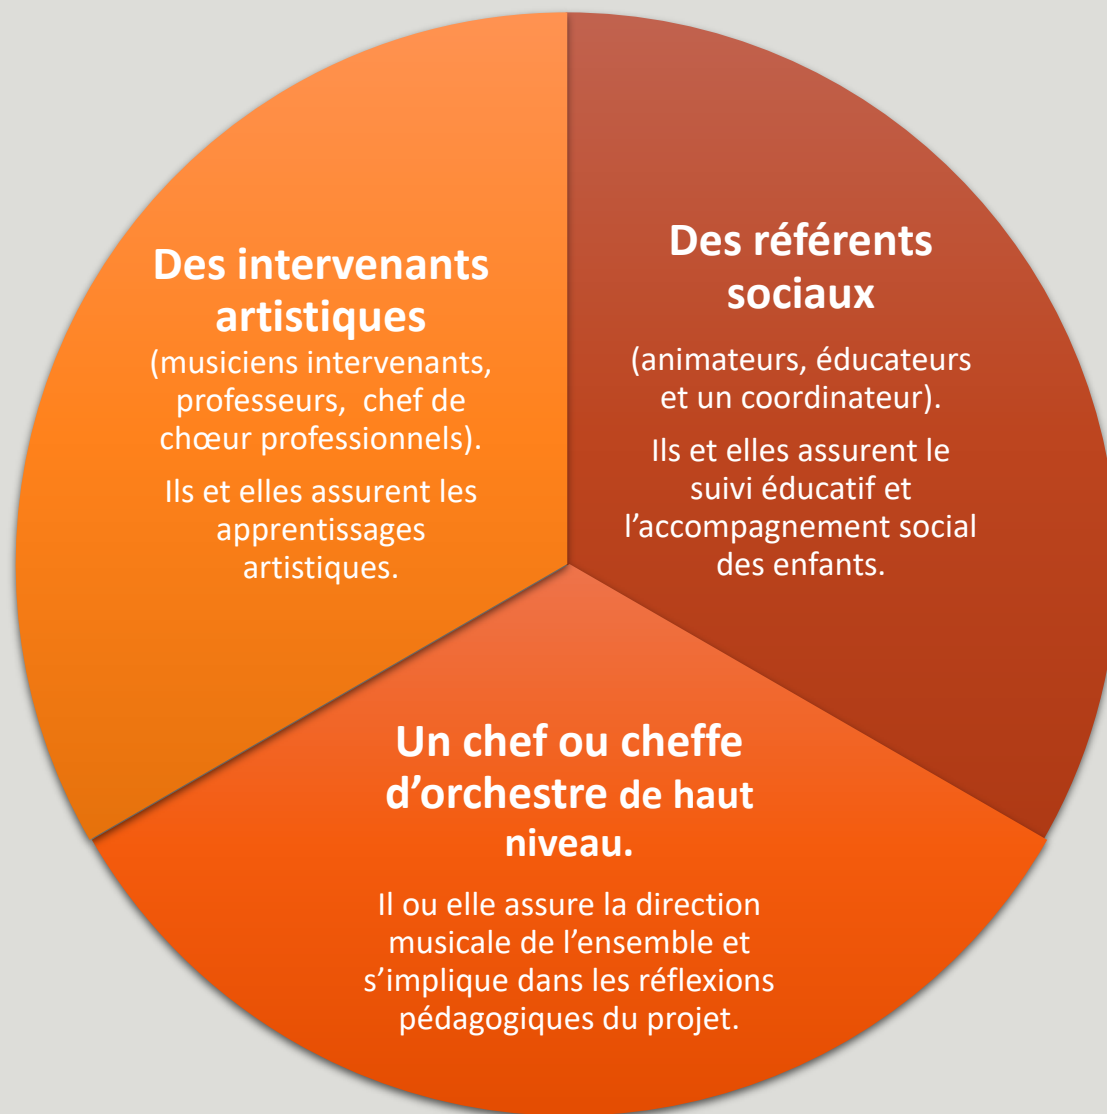 Des intervenants
artistiques
(musiciens intervenants,
professeurs, chef de
chœur professionnels).
Ils et elles assurent les
apprentissages
artistiques.
Des référents
sociaux
(animateurs, éducateurs
et un coordinateur).
Ils et elles assurent le
suivi éducatif et
l’accompagnement social
des enfants.
Un chef ou cheffe
d’orchestre de haut
niveau.
Il ou elle assure la direction
musicale de l’ensemble et
s’implique dans les réflexions
pédagogiques du projet.